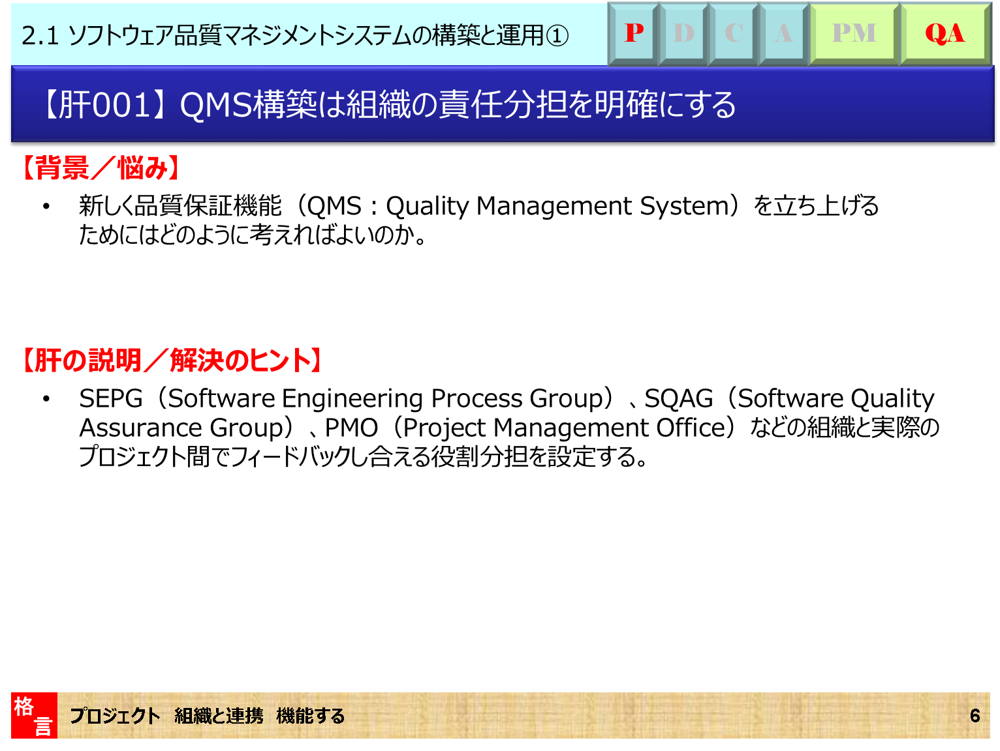 2.1 ソフトウェア品質マネジメントシステムの構築と運用①
P D C A PM QA
【肝001】QMS構築は組織の責任分担を明確にする
【背景／悩み】
• 新しく品質保証機能（QMS：Quality Management System）を立ち上げる
ためにはどのように考えればよいのか。
【肝の説明／解決のヒント】
• SEPG（Software Engineering Process Group）、SQAG（Software Quality
Assurance Group）、PMO（Project Management Office）などの組織と実際の
プロジェクト間でフィードバックし合える役割分担を設定する。
格言 プロジェクト　組織と連携　機能する 6